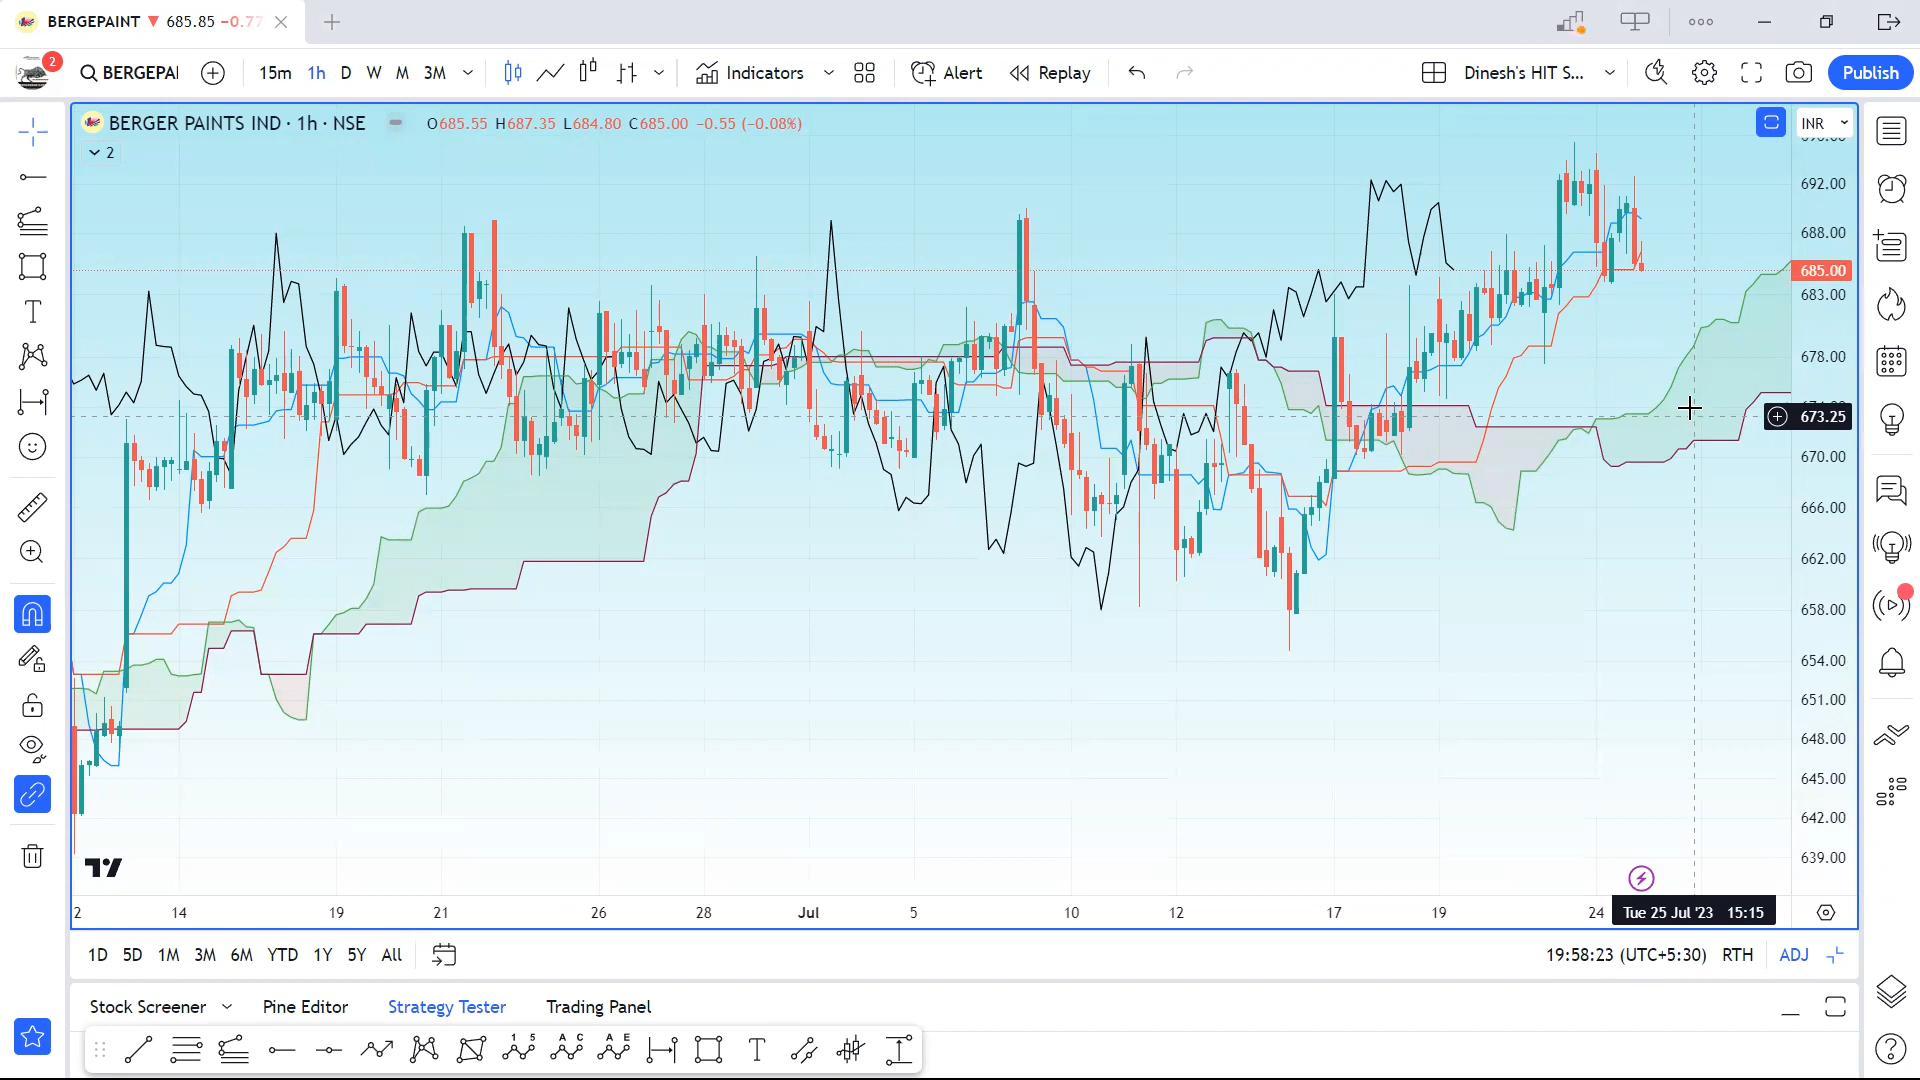 BERGEPAINT ▼ 685.85 −0.77
2
BERGEPAI
15m 1h D W M 3M
Indicators
Alert
Replay
Dinesh's HIT S...
Publish
BERGER PAINTS IND · 1h · NSE
O685.55 H687.35 L684.80 C685.00 −0.55 (−0.08%)
INR
2
692.00
688.00
685.00
683.00
678.00
673.25
670.00
666.00
662.00
658.00
654.00
651.00
648.00
645.00
642.00
639.00
2 14 19 21 26 28 Jul 5 10 12 17 19 24
Tue 25 Jul '23 15:15
1D 5D 1M 3M 6M YTD 1Y 5Y All
19:58:23 (UTC+5:30) RTH ADJ
Stock Screener Pine Editor Strategy Tester Trading Panel